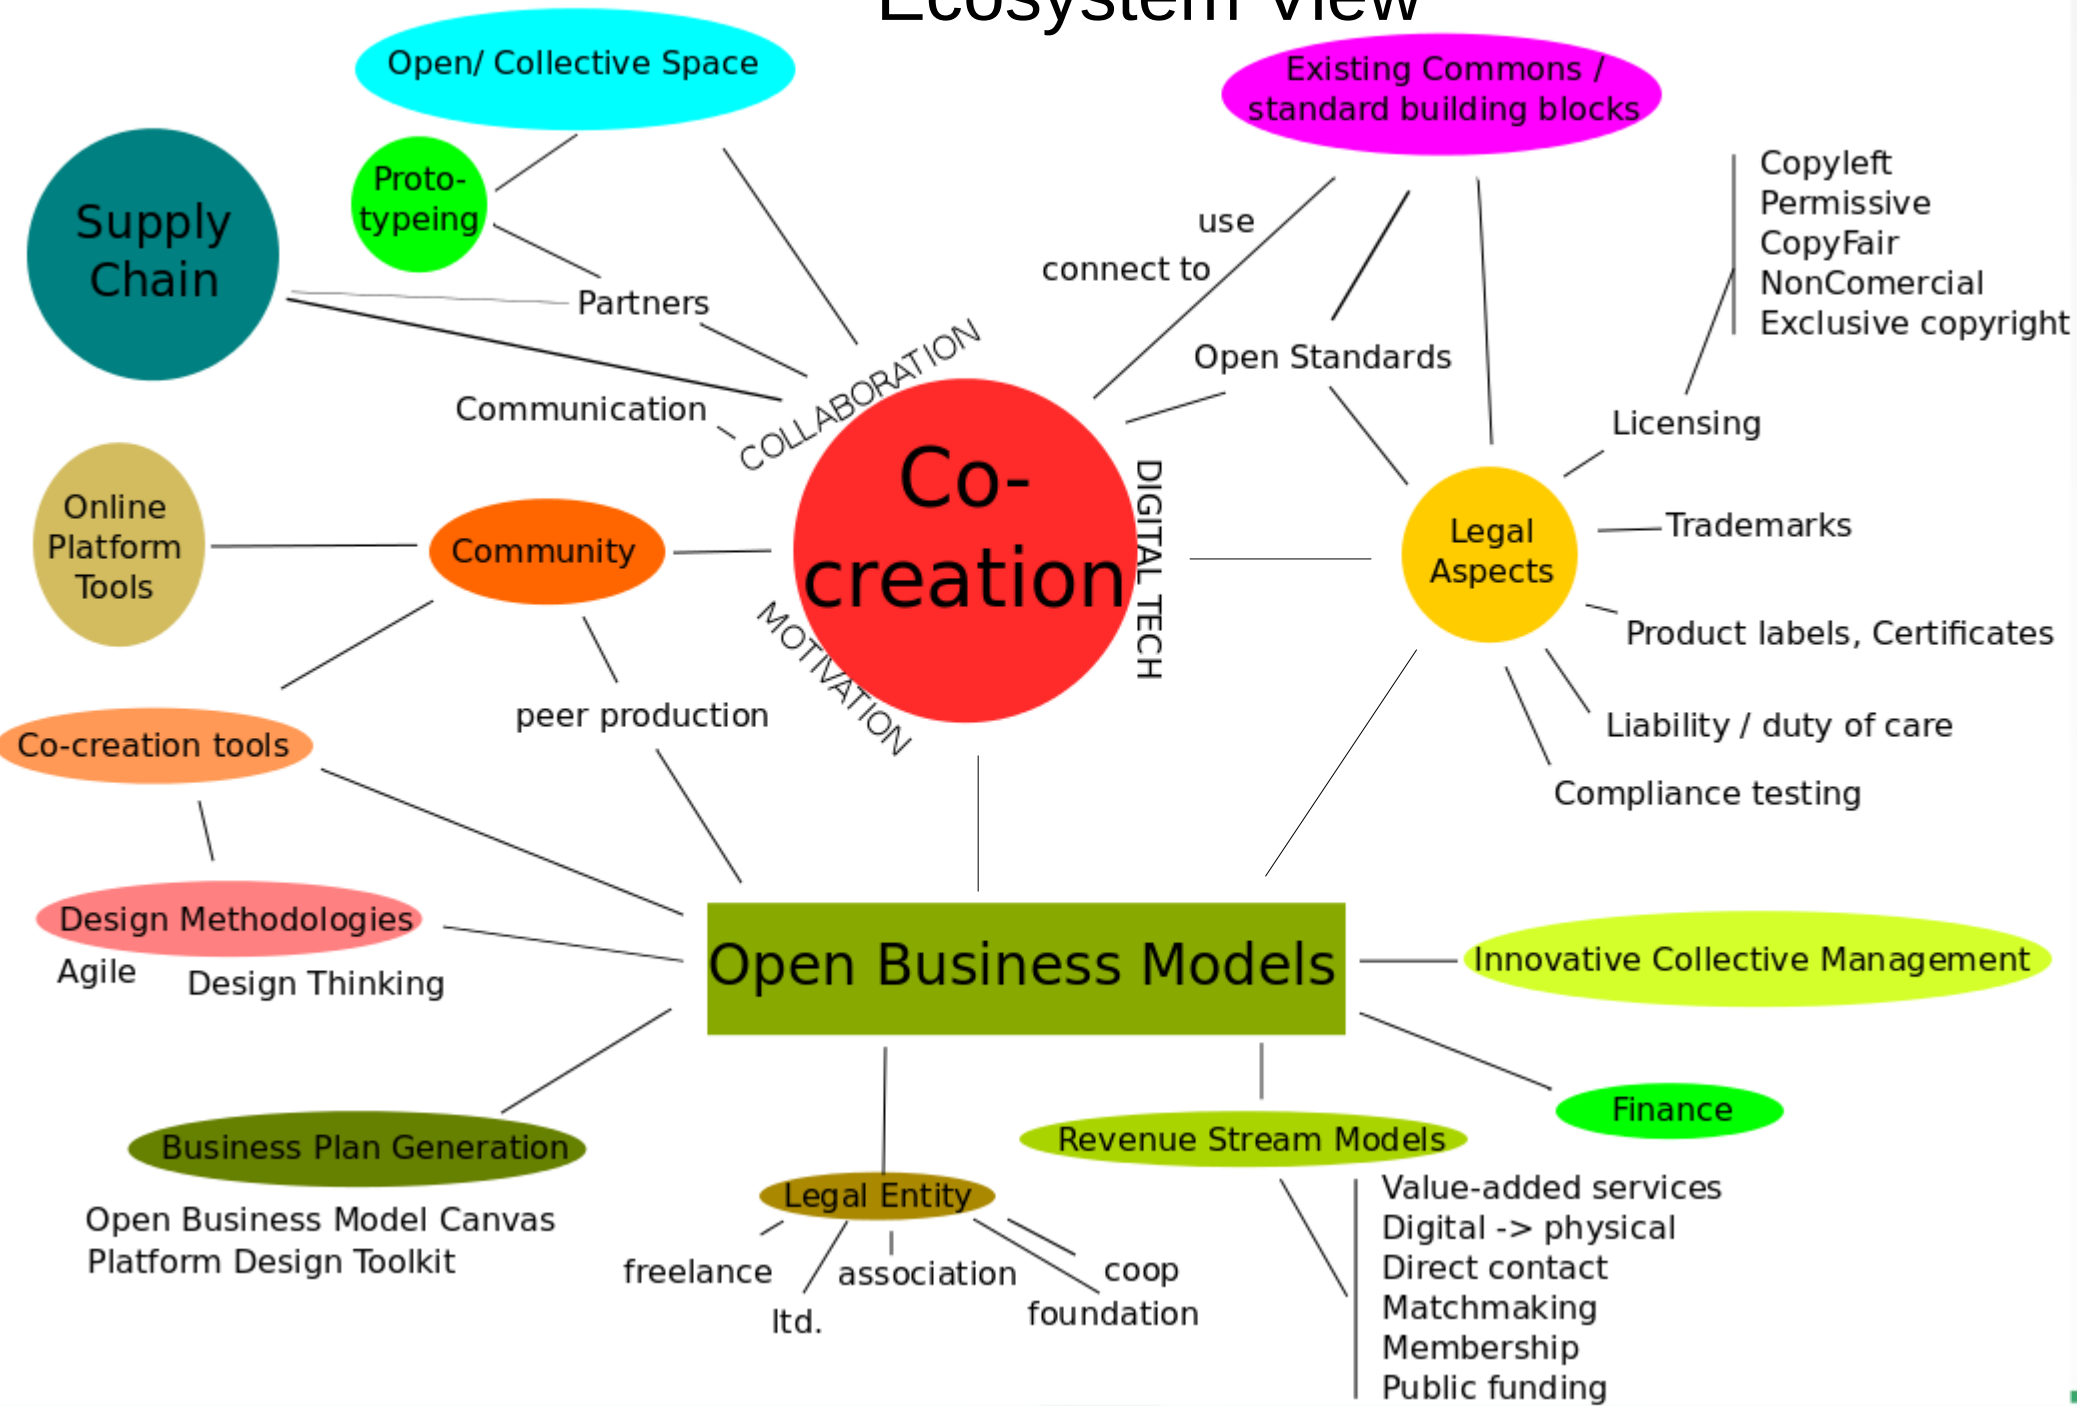 Ecosystem View
Open/ Collective Space
Existing Commons /
standard building blocks
Proto-
typeing
Supply
Chain
Partners
Communication
COLLABORATION
use
connect to
Open Standards
Copyleft
Permissive
CopyFair
NonComercial
Exclusive copyright
Licensing
Online
Platform
Tools
Community
Co-
creation
DIGITAL TECH
MOTIVATION
Legal
Aspects
Trademarks
Product labels, Certificates
Liability / duty of care
Compliance testing
peer production
Co-creation tools
Design Methodologies
Agile
Design Thinking
Open Business Models
Innovative Collective Management
Finance
Business Plan Generation
Open Business Model Canvas
Platform Design Toolkit
Legal Entity
freelance
ltd.
association
coop
foundation
Revenue Stream Models
Value-added services
Digital -> physical
Direct contact
Matchmaking
Membership
Public funding